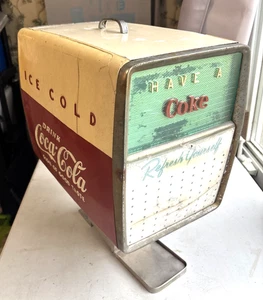 HAVE A
Coke
Refresh Yourself
ICE COLD
DRINK
Coca-Cola